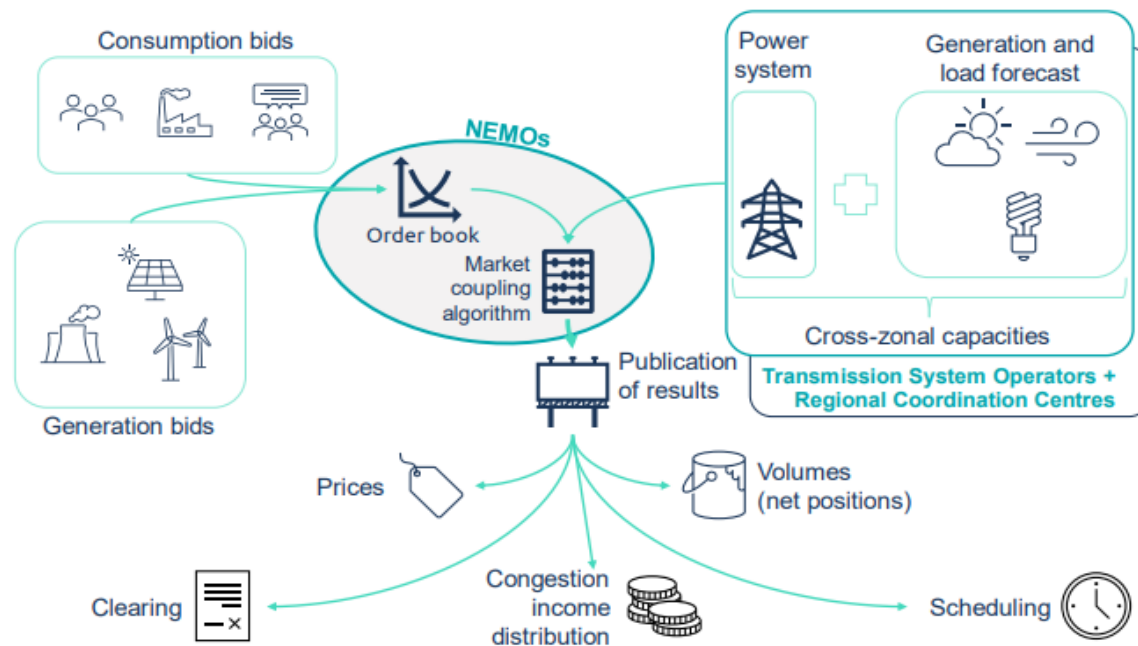 Consumption bids
Power
system
Generation and
load forecast
NEMOs
Order book
Market
coupling
algorithm
Cross-zonal capacities
Transmission System Operators +
Regional Coordination Centres
Generation bids
Publication
of results
Prices
Volumes
(net positions)
Clearing
Congestion
income
distribution
Scheduling